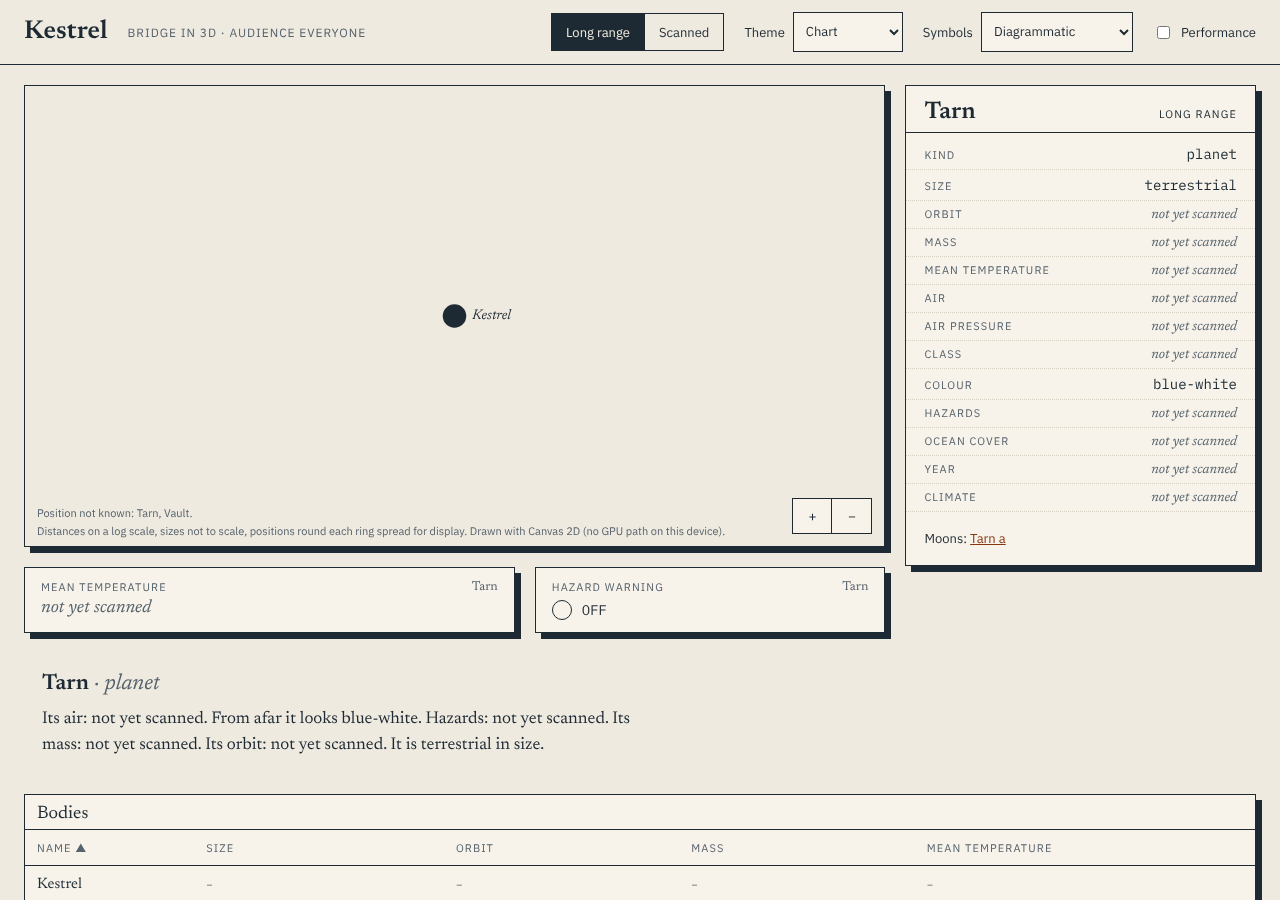 Kestrel
BRIDGE IN 3D · AUDIENCE EVERYONE
Long range
Scanned
Theme
Chart
Symbols
Diagrammatic
Performance
Kestrel
Position not known: Tarn, Vault.
Distances on a log scale, sizes not to scale, positions round each ring spread for display. Drawn with Canvas 2D (no GPU path on this device).
+
−
Tarn
LONG RANGE
KIND planet
SIZE terrestrial
ORBIT not yet scanned
MASS not yet scanned
MEAN TEMPERATURE not yet scanned
AIR not yet scanned
AIR PRESSURE not yet scanned
CLASS not yet scanned
COLOUR blue-white
HAZARDS not yet scanned
OCEAN COVER not yet scanned
YEAR not yet scanned
CLIMATE not yet scanned
Moons: Tarn a
MEAN TEMPERATURE Tarn
not yet scanned
HAZARD WARNING Tarn
OFF
Tarn · planet
Its air: not yet scanned. From afar it looks blue-white. Hazards: not yet scanned. Its
mass: not yet scanned. Its orbit: not yet scanned. It is terrestrial in size.
Bodies
NAME ▲ SIZE ORBIT MASS MEAN TEMPERATURE
Kestrel – – – –